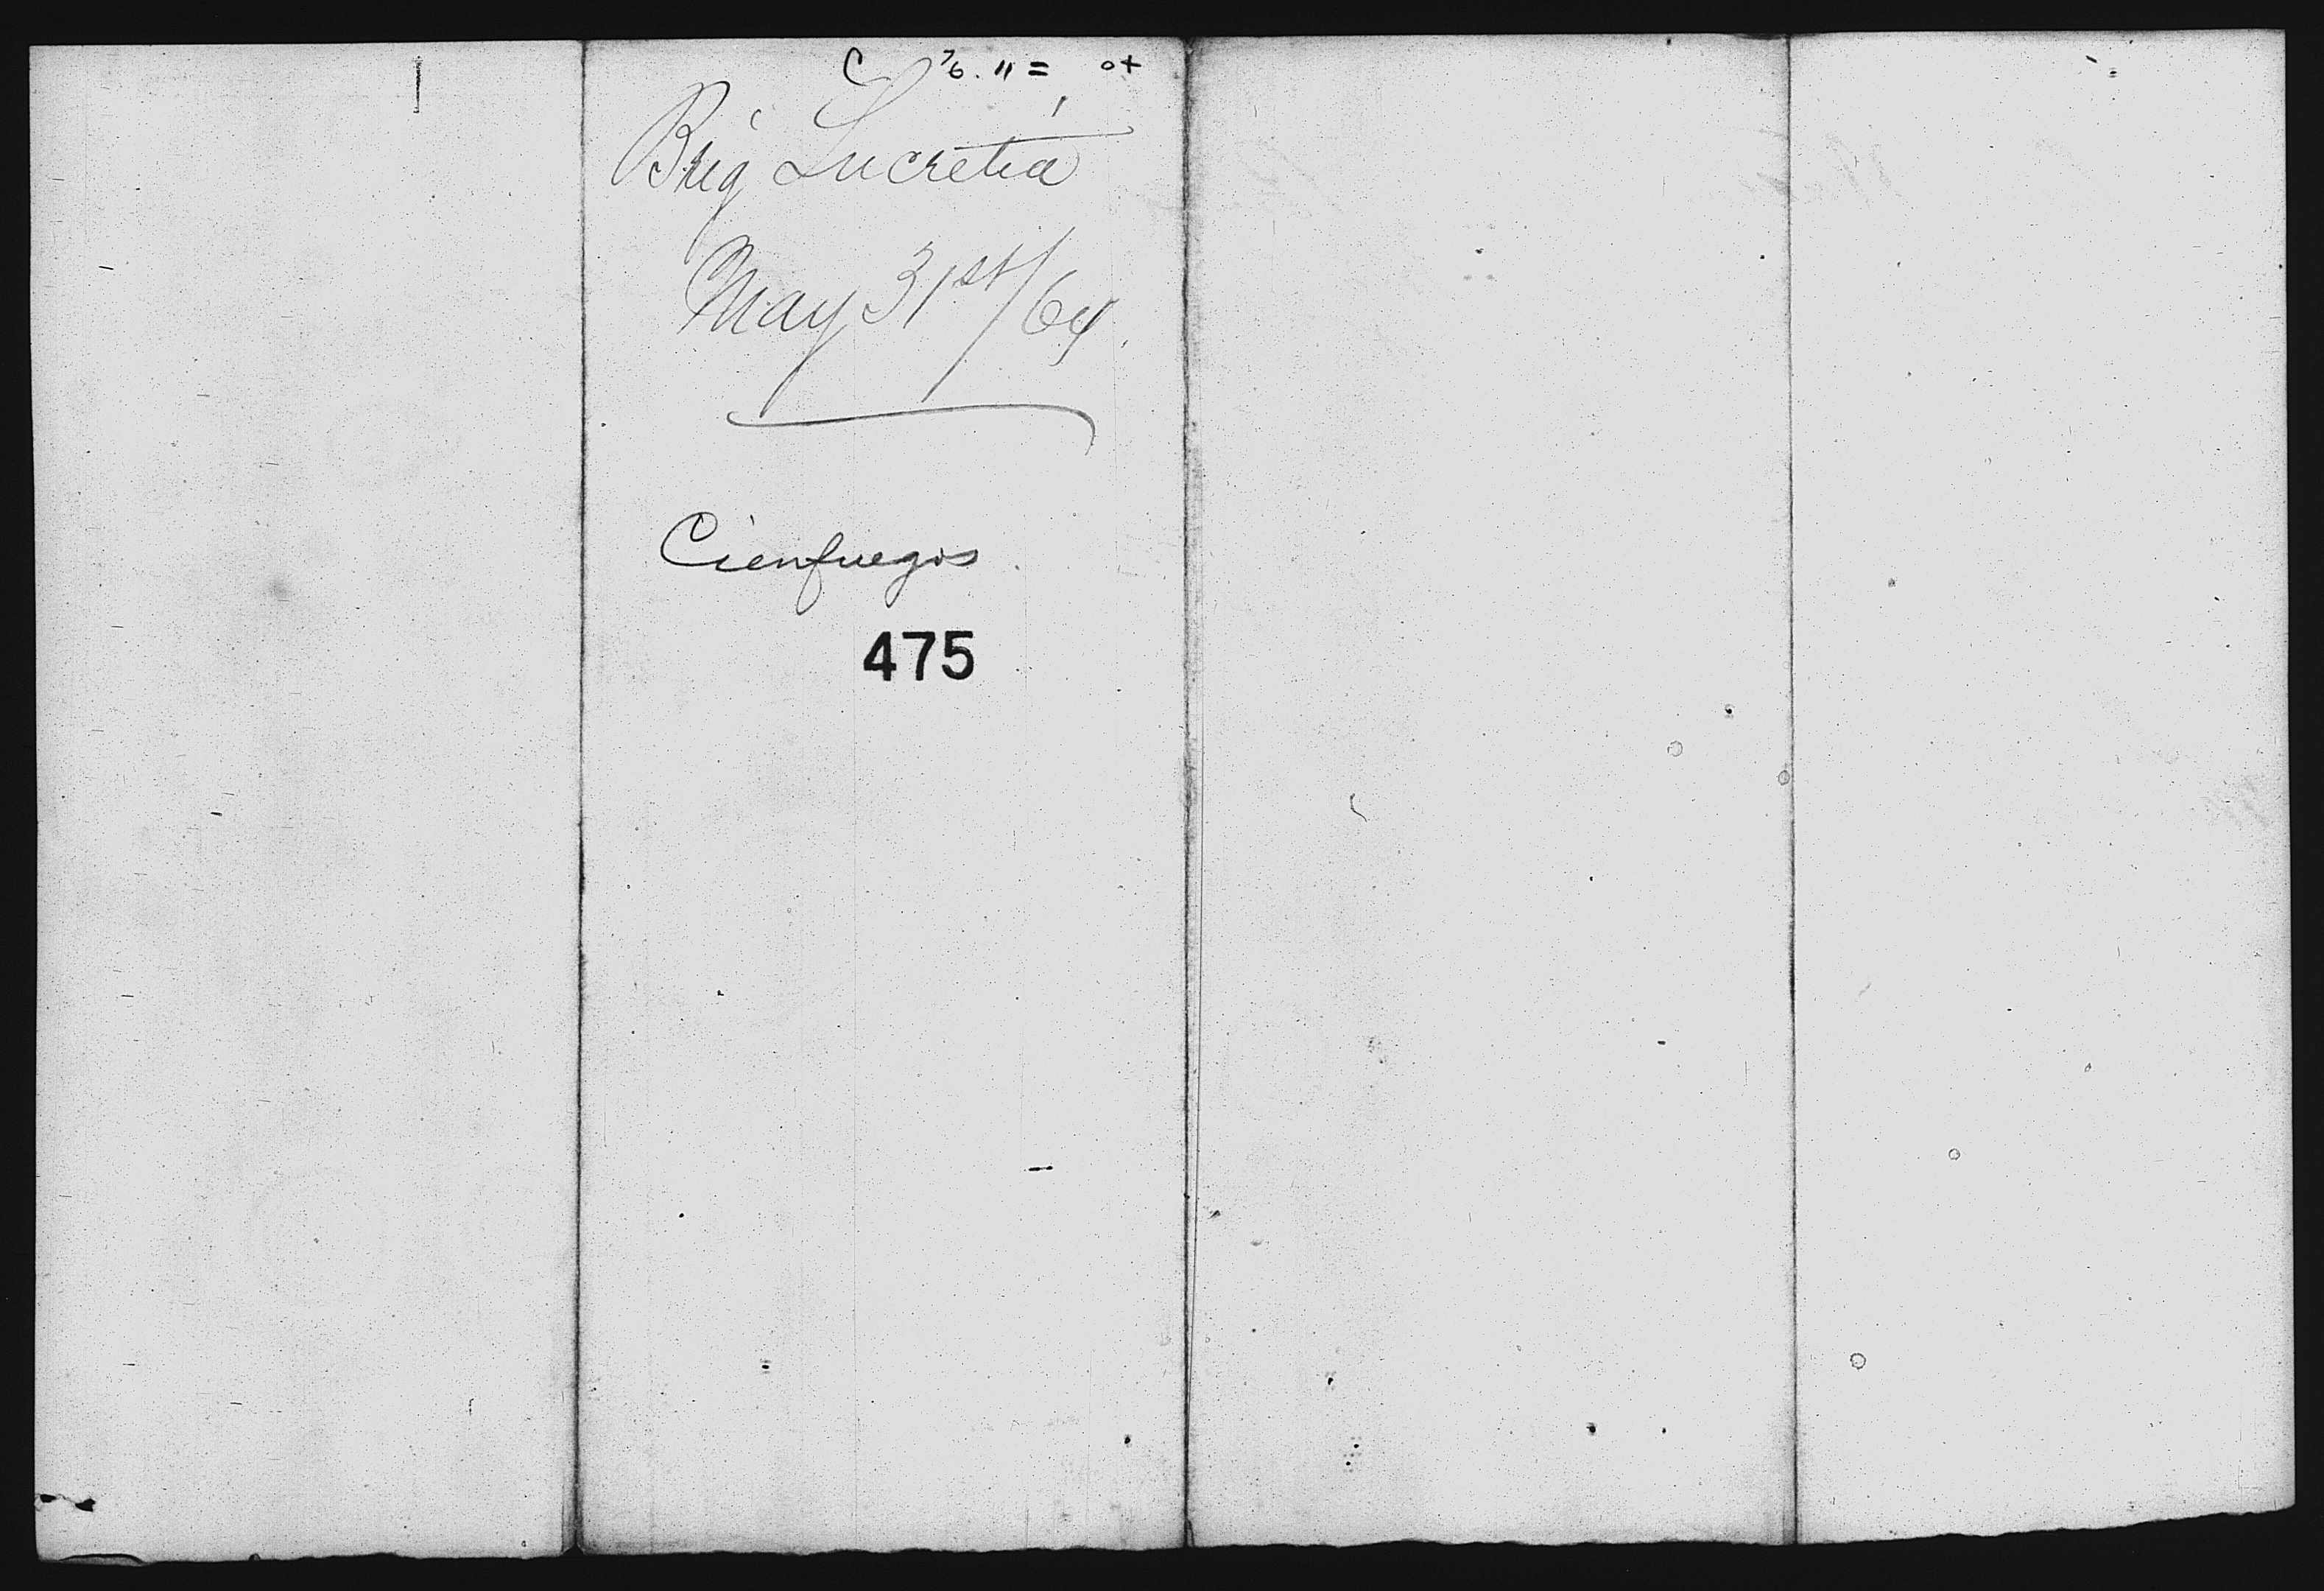 Brig Lucretia
May 31st/64.
Cienfuegos
475